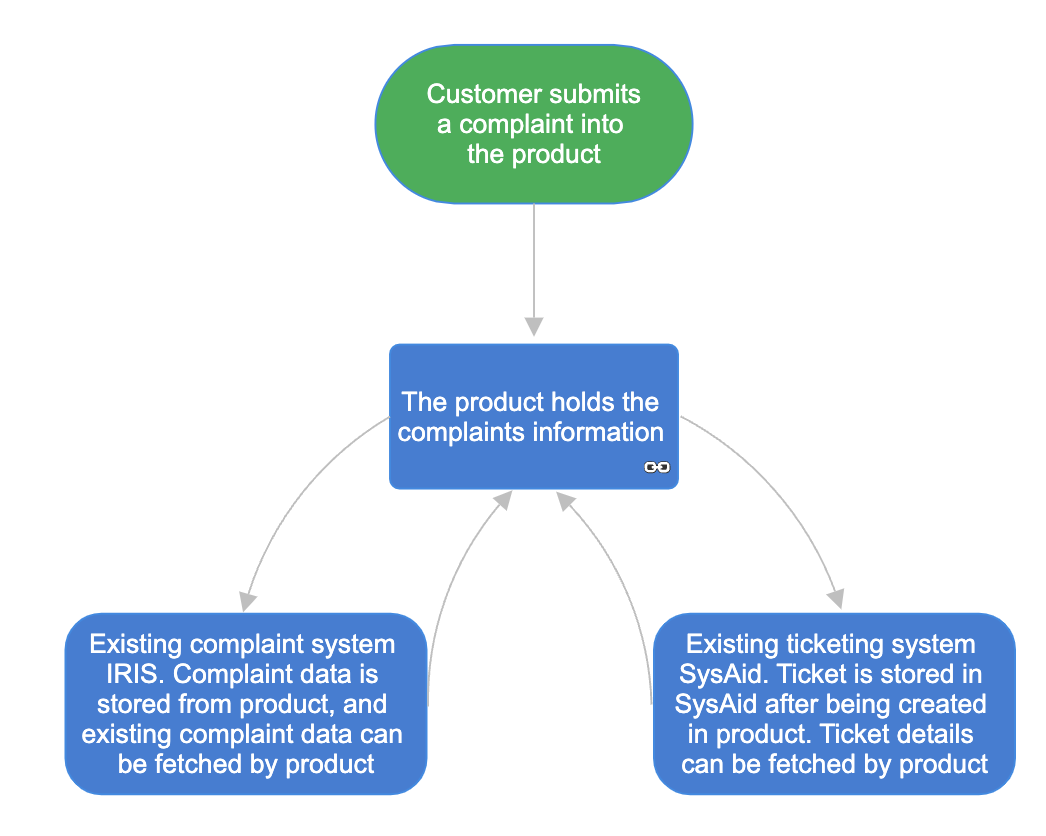 Customer submits
a complaint into
the product
The product holds the
complaints information
Existing complaint system
IRIS. Complaint data is
stored from product, and
existing complaint data can
be fetched by product
Existing ticketing system
SysAid. Ticket is stored in
SysAid after being created
in product. Ticket details
can be fetched by product